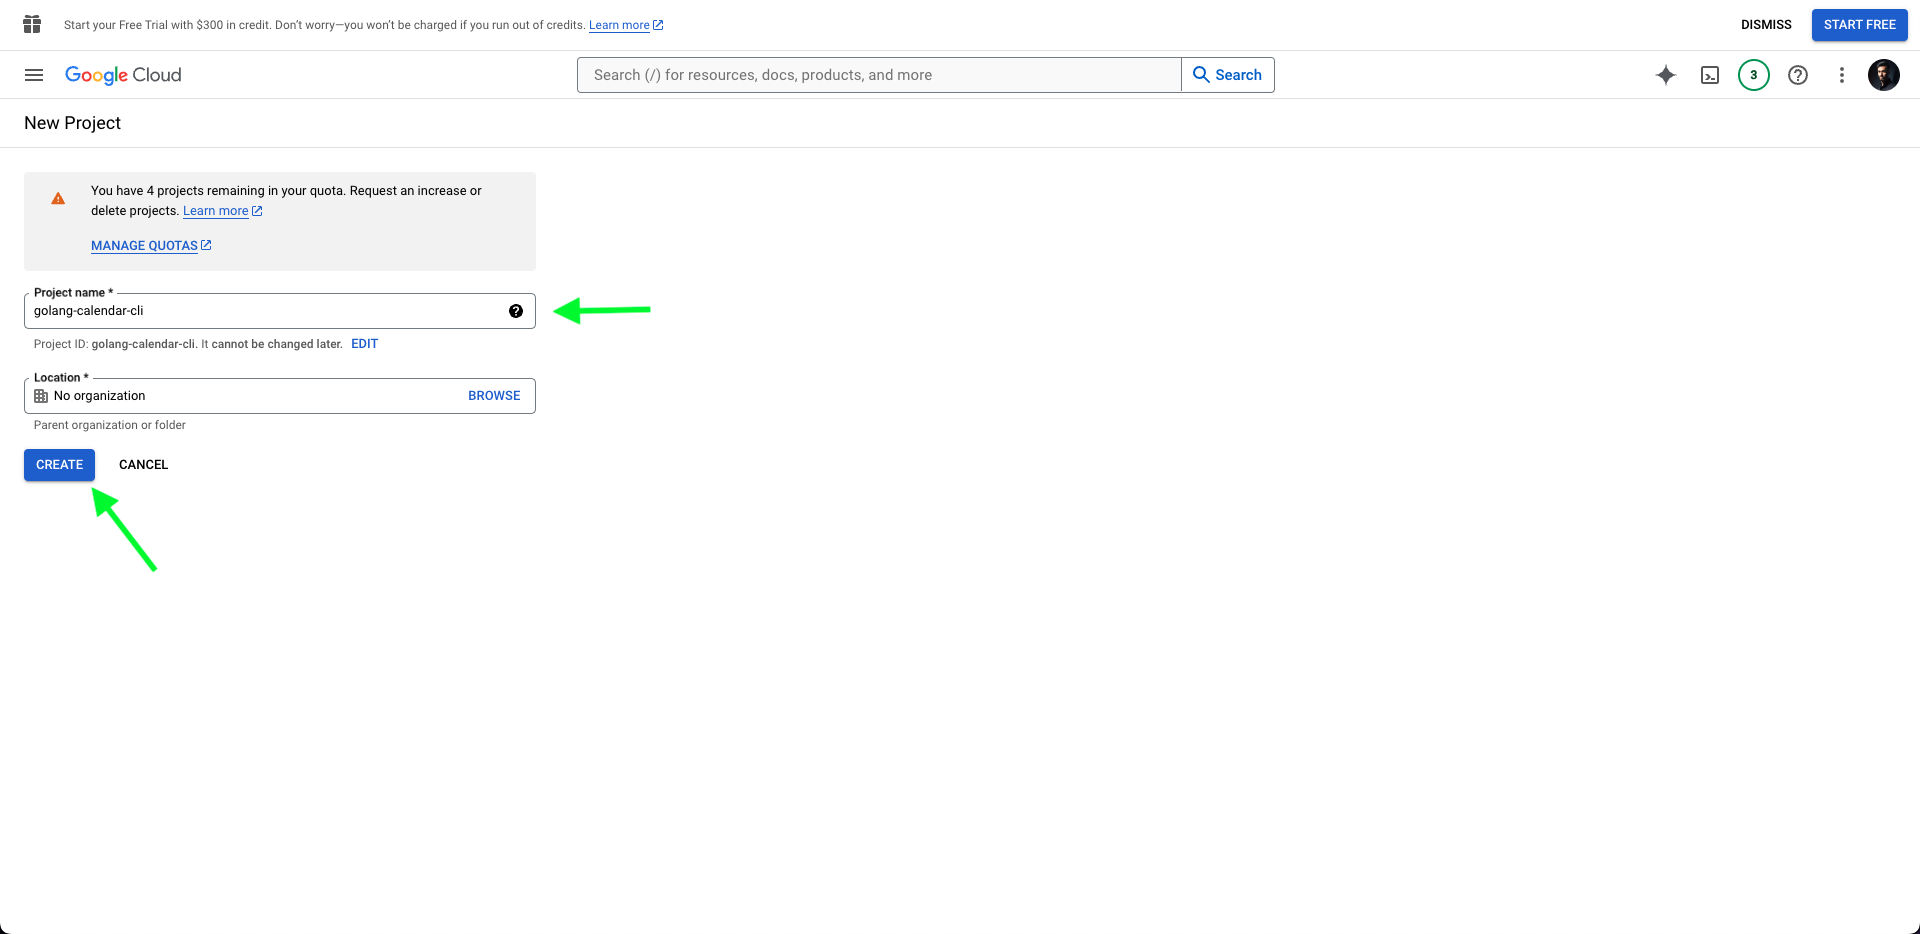 Start your Free Trial with $300 in credit. Don’t worry—you won’t be charged if you run out of credits. Learn more
DISMISS
START FREE
Google Cloud
Search (/) for resources, docs, products, and more
Search
3
New Project
You have 4 projects remaining in your quota. Request an increase or
delete projects. Learn more
MANAGE QUOTAS
Project name *
golang-calendar-cli
Project ID: golang-calendar-cli. It cannot be changed later. EDIT
Location *
No organization
BROWSE
Parent organization or folder
CREATE
CANCEL